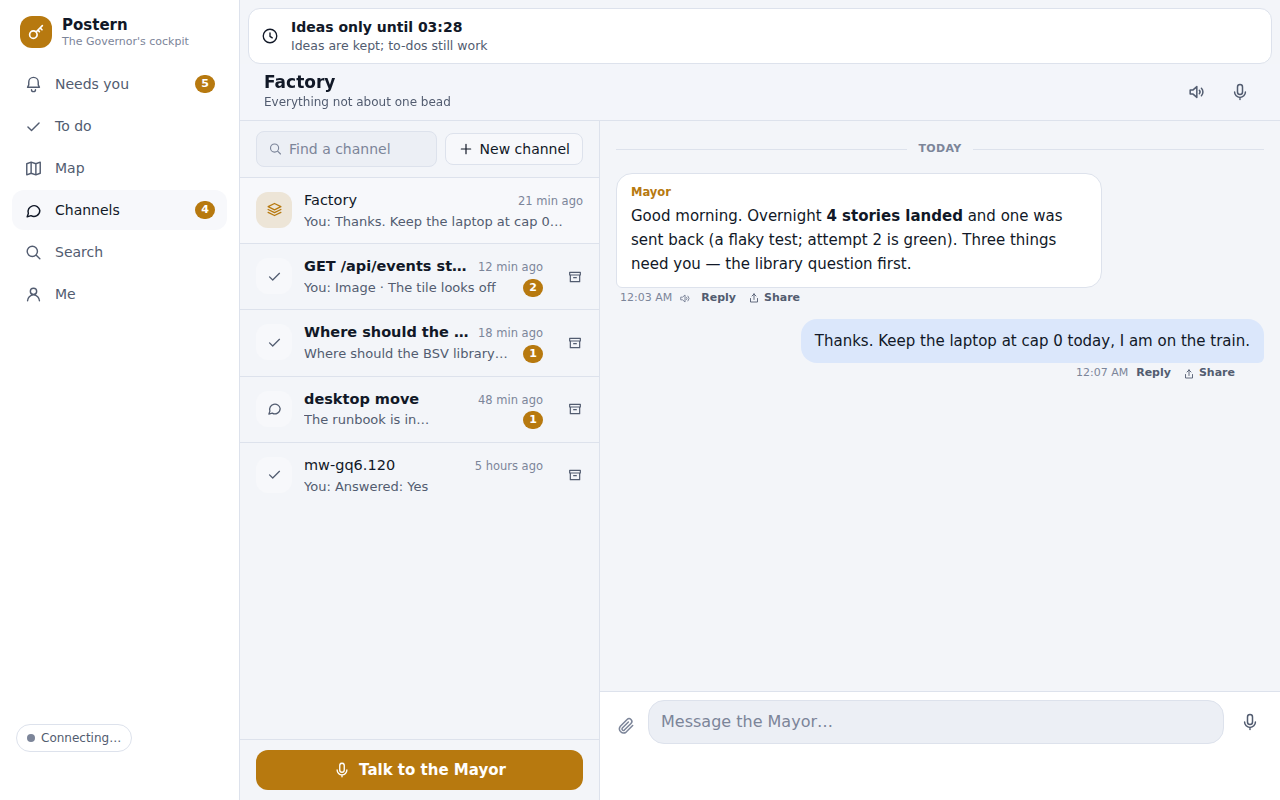 Postern
The Governor's cockpit
Needs you 5
To do
Map
Channels 4
Search
Me
Connecting…
Ideas only until 03:28
Ideas are kept; to-dos still work
Factory
Everything not about one bead
Find a channel
New channel
Factory 21 min ago
You: Thanks. Keep the laptop at cap 0…
GET /api/events st… 12 min ago
You: Image · The tile looks off 2
Where should the … 18 min ago
Where should the BSV library… 1
desktop move 48 min ago
The runbook is in… 1
mw-gq6.120 5 hours ago
You: Answered: Yes
Talk to the Mayor
TODAY
Mayor
Good morning. Overnight 4 stories landed and one was
sent back (a flaky test; attempt 2 is green). Three things
need you — the library question first.
12:03 AM Reply Share
Thanks. Keep the laptop at cap 0 today, I am on the train.
12:07 AM Reply Share
Message the Mayor…